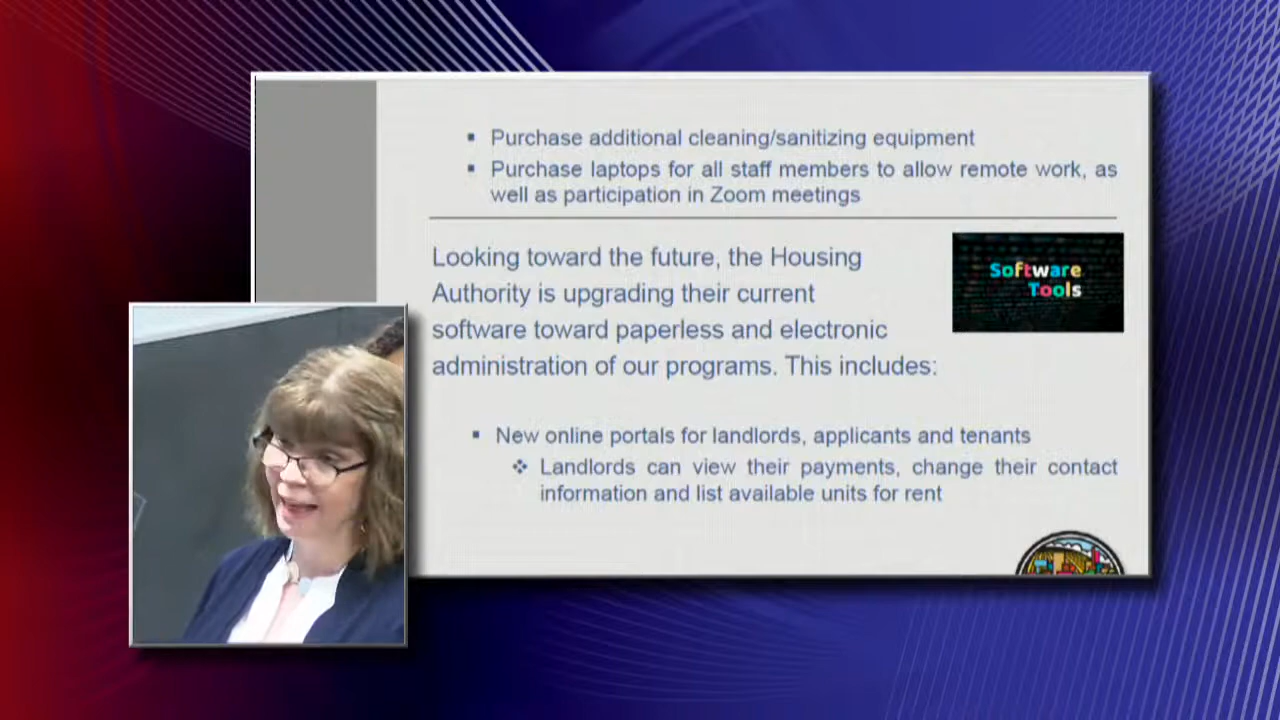 ▪ Purchase additional cleaning/sanitizing equipment
▪ Purchase laptops for all staff members to allow remote work, as
well as participation in Zoom meetings
Looking toward the future, the Housing
Authority is upgrading their current
software toward paperless and electronic
administration of our programs. This includes:
Software
Tools
▪ New online portals for landlords, applicants and tenants
❖ Landlords can view their payments, change their contact
information and list available units for rent